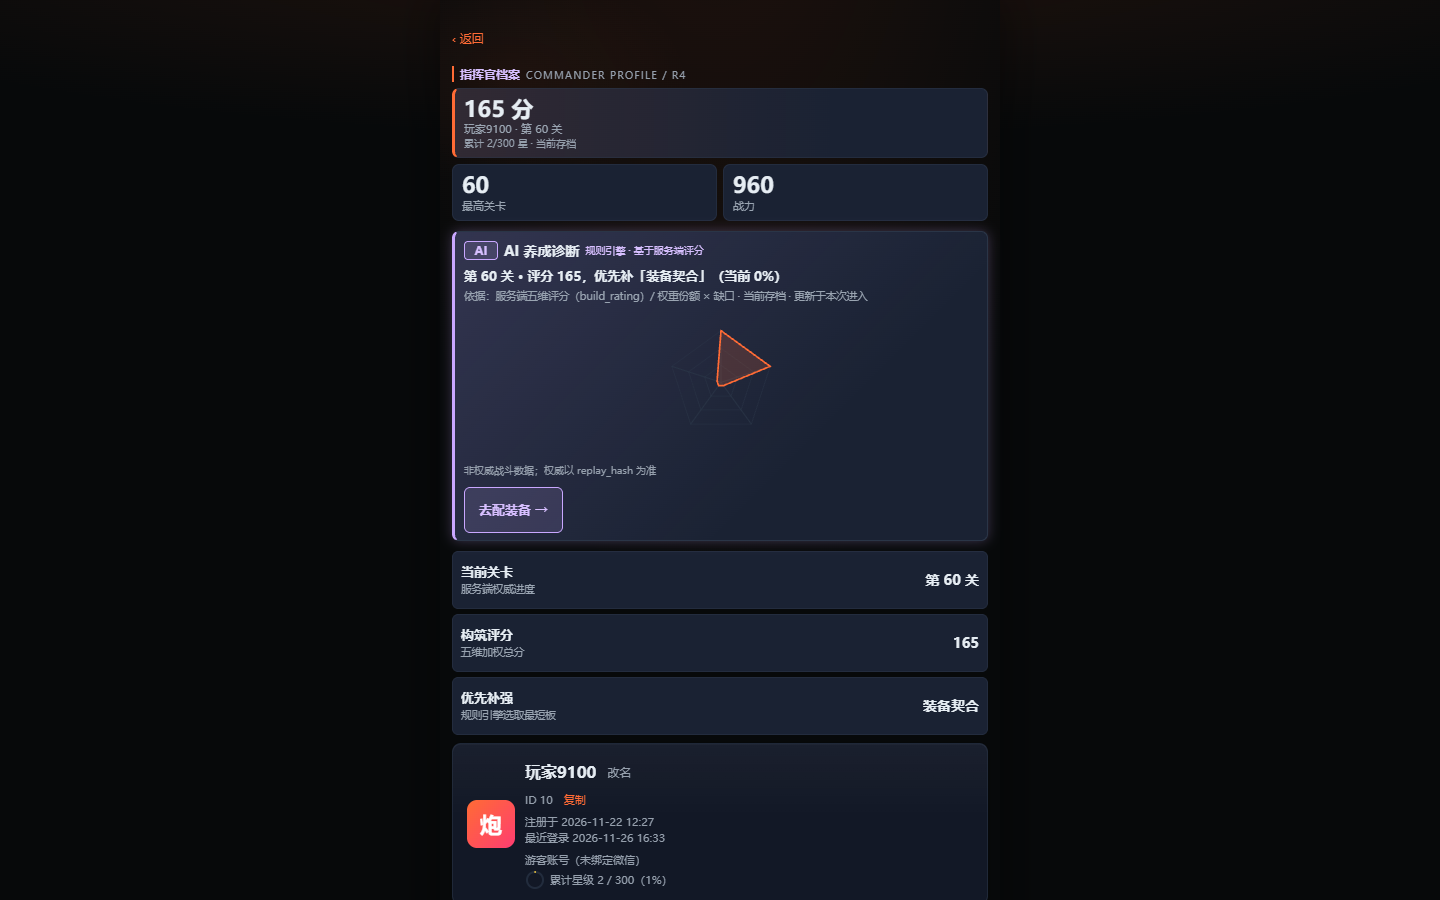 ‹ 返回
指挥官档案 COMMANDER PROFILE / R4
165 分
玩家9100 · 第 60 关
累计 2/300 星 · 当前存档
60
最高关卡
960
战力
AI AI 养成诊断 规则引擎 · 基于服务端评分
第 60 关 • 评分 165，优先补「装备契合」（当前 0%）
依据：服务端五维评分（build_rating）/ 权重份额 × 缺口 · 当前存档 · 更新于本次进入
非权威战斗数据；权威以 replay_hash 为准
去配装备 →
当前关卡
服务端权威进度
第 60 关
构筑评分
五维加权总分
165
优先补强
规则引擎选取最短板
装备契合
玩家9100 改名
ID 10 复制
炮
注册于 2026-11-22 12:27
最近登录 2026-11-26 16:33
游客账号（未绑定微信）
累计星级 2 / 300（1%）